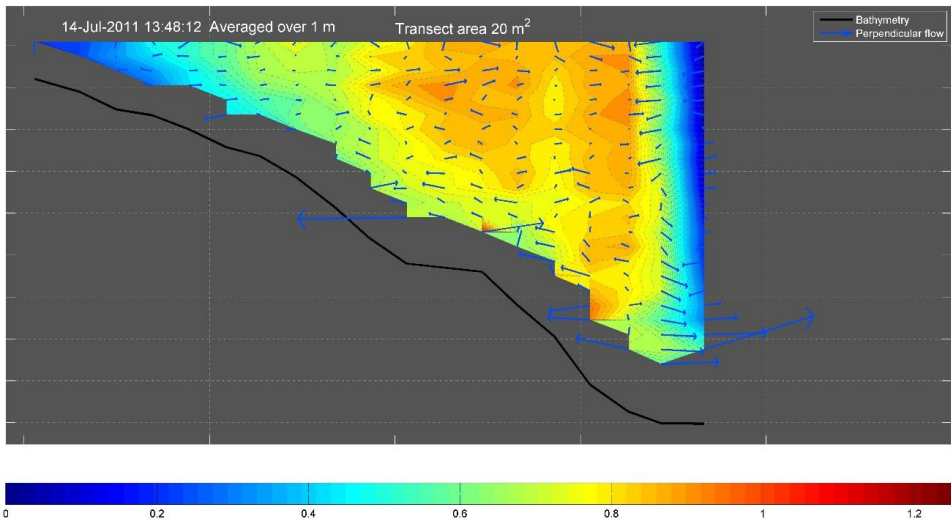 14-Jul-2011 13:48:12 Averaged over 1 m Transect area 20 m²
Bathymetry
Perpendicular flow
0 0.2 0.4 0.6 0.8 1 1.2